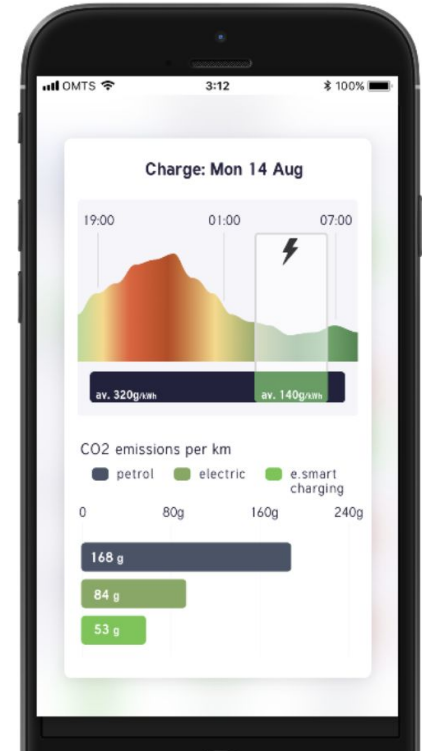 OMTS 3:12 100%
Charge: Mon 14 Aug
19:00 01:00 07:00
av. 320g/kWh av. 140g/kWh
CO2 emissions per km
petrol electric e.smart
charging
0 80g 160g 240g
168 g
84 g
53 g